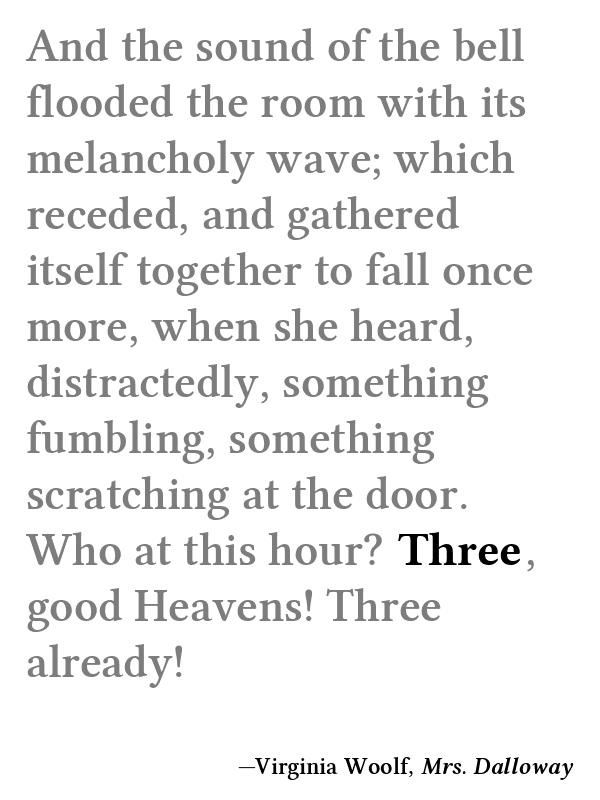 And the sound of the bell
flooded the room with its
melancholy wave; which
receded, and gathered
itself together to fall once
more, when she heard,
distractedly, something
fumbling, something
scratching at the door.
Who at this hour? Three,
good Heavens! Three
already!
—Virginia Woolf, Mrs. Dalloway